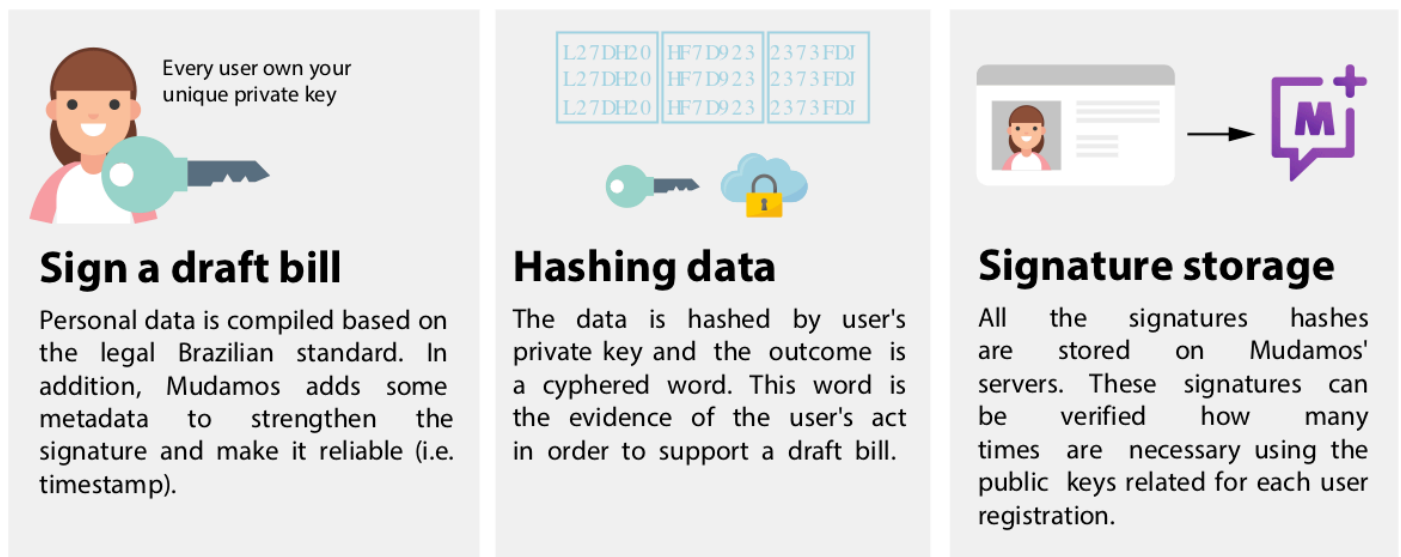 Every user own your
unique private key
Sign a draft bill
Personal data is compiled based on
the legal Brazilian standard. In
addition, Mudamos adds some
metadata to strengthen the
signature and make it reliable (i.e.
timestamp).
L27DH20 HF7D923 2373FDJ
L27DH20 HF7D923 2373FDJ
L27DH20 HF7D923 2373FDJ
Hashing data
The data is hashed by user's
private key and the outcome is
a cyphered word. This word is
the evidence of the user's act
in order to support a draft bill.
M
Signature storage
All the signatures hashes
are stored on Mudamos'
servers. These signatures can
be verified how many
times are necessary using the
public keys related for each user
registration.